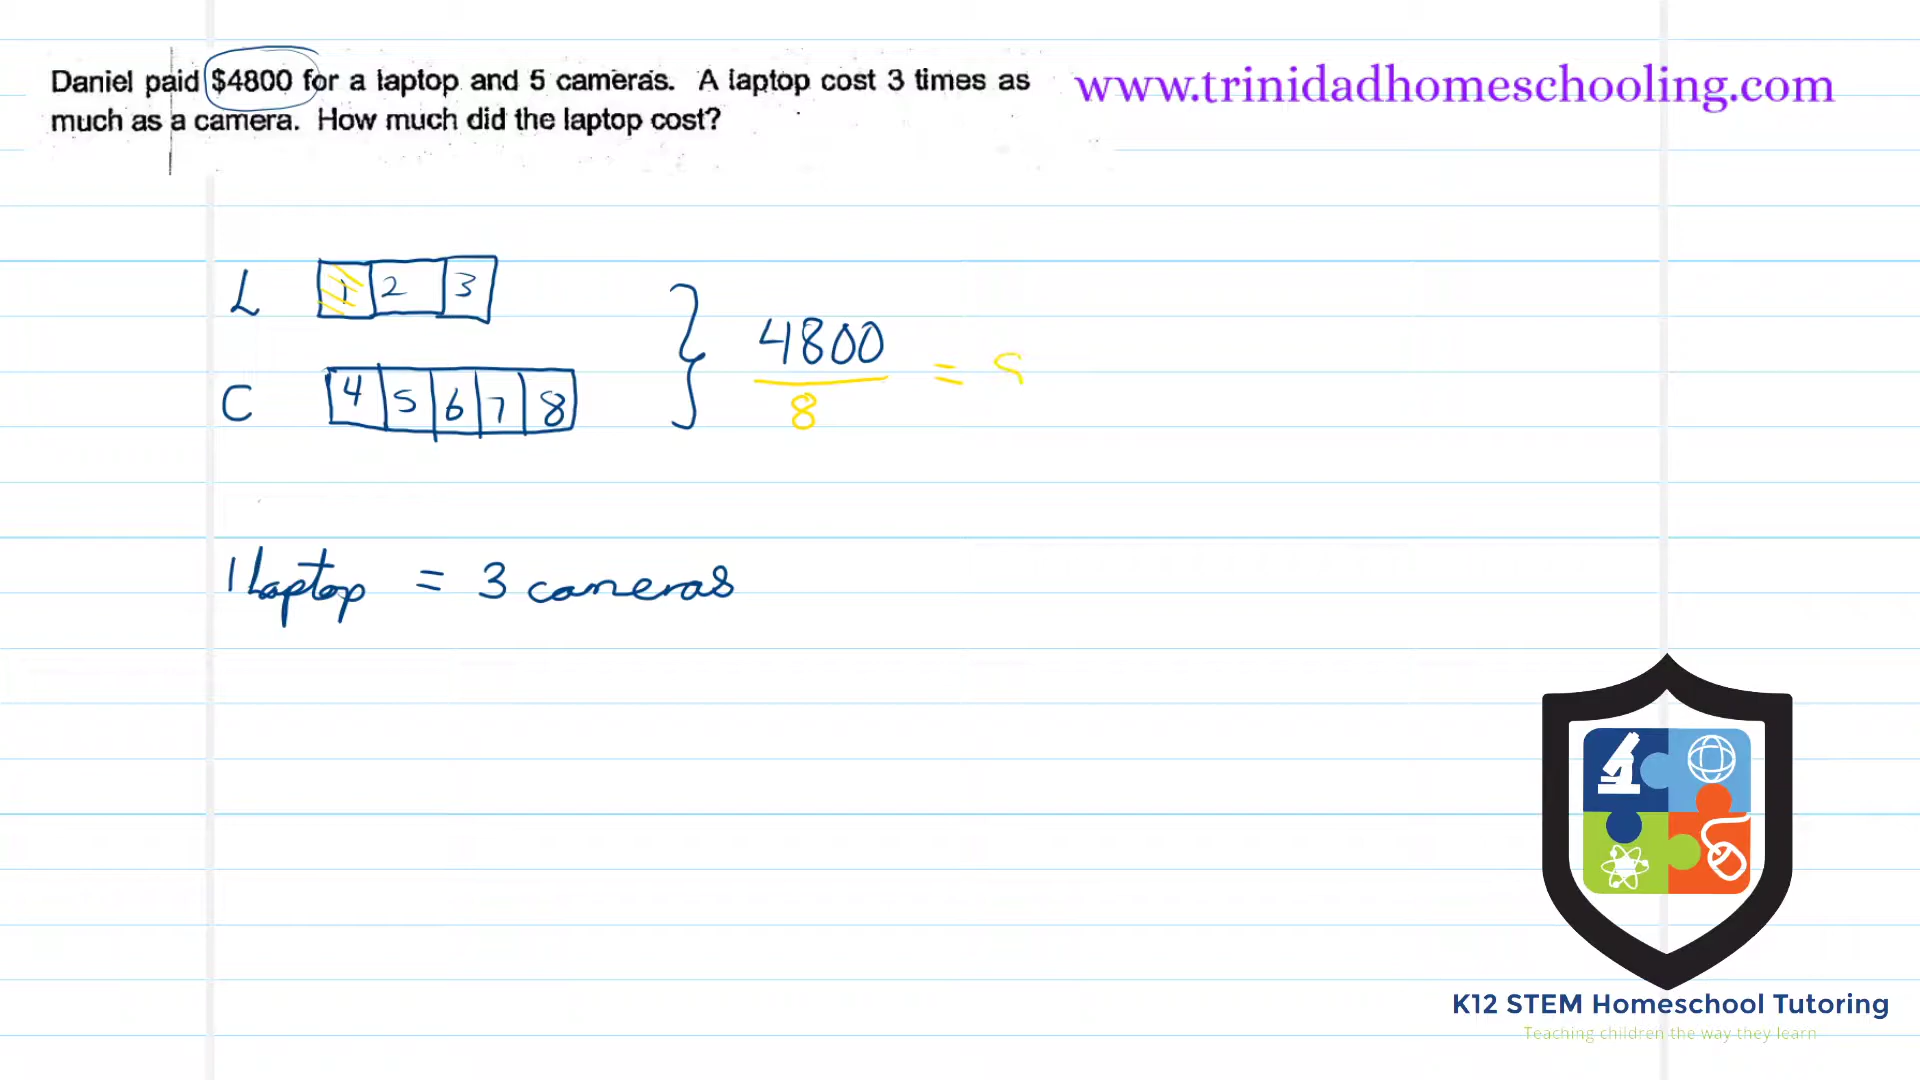 Daniel paid $4800 for a laptop and 5 cameras. A laptop cost 3 times as
much as a camera. How much did the laptop cost?
www.trinidadhomeschooling.com
L 1 2 3
C 4 5 6 7 8
4800
8
=
1 Laptop = 3 cameras
K12 STEM Homeschool Tutoring
Teaching children the way they learn